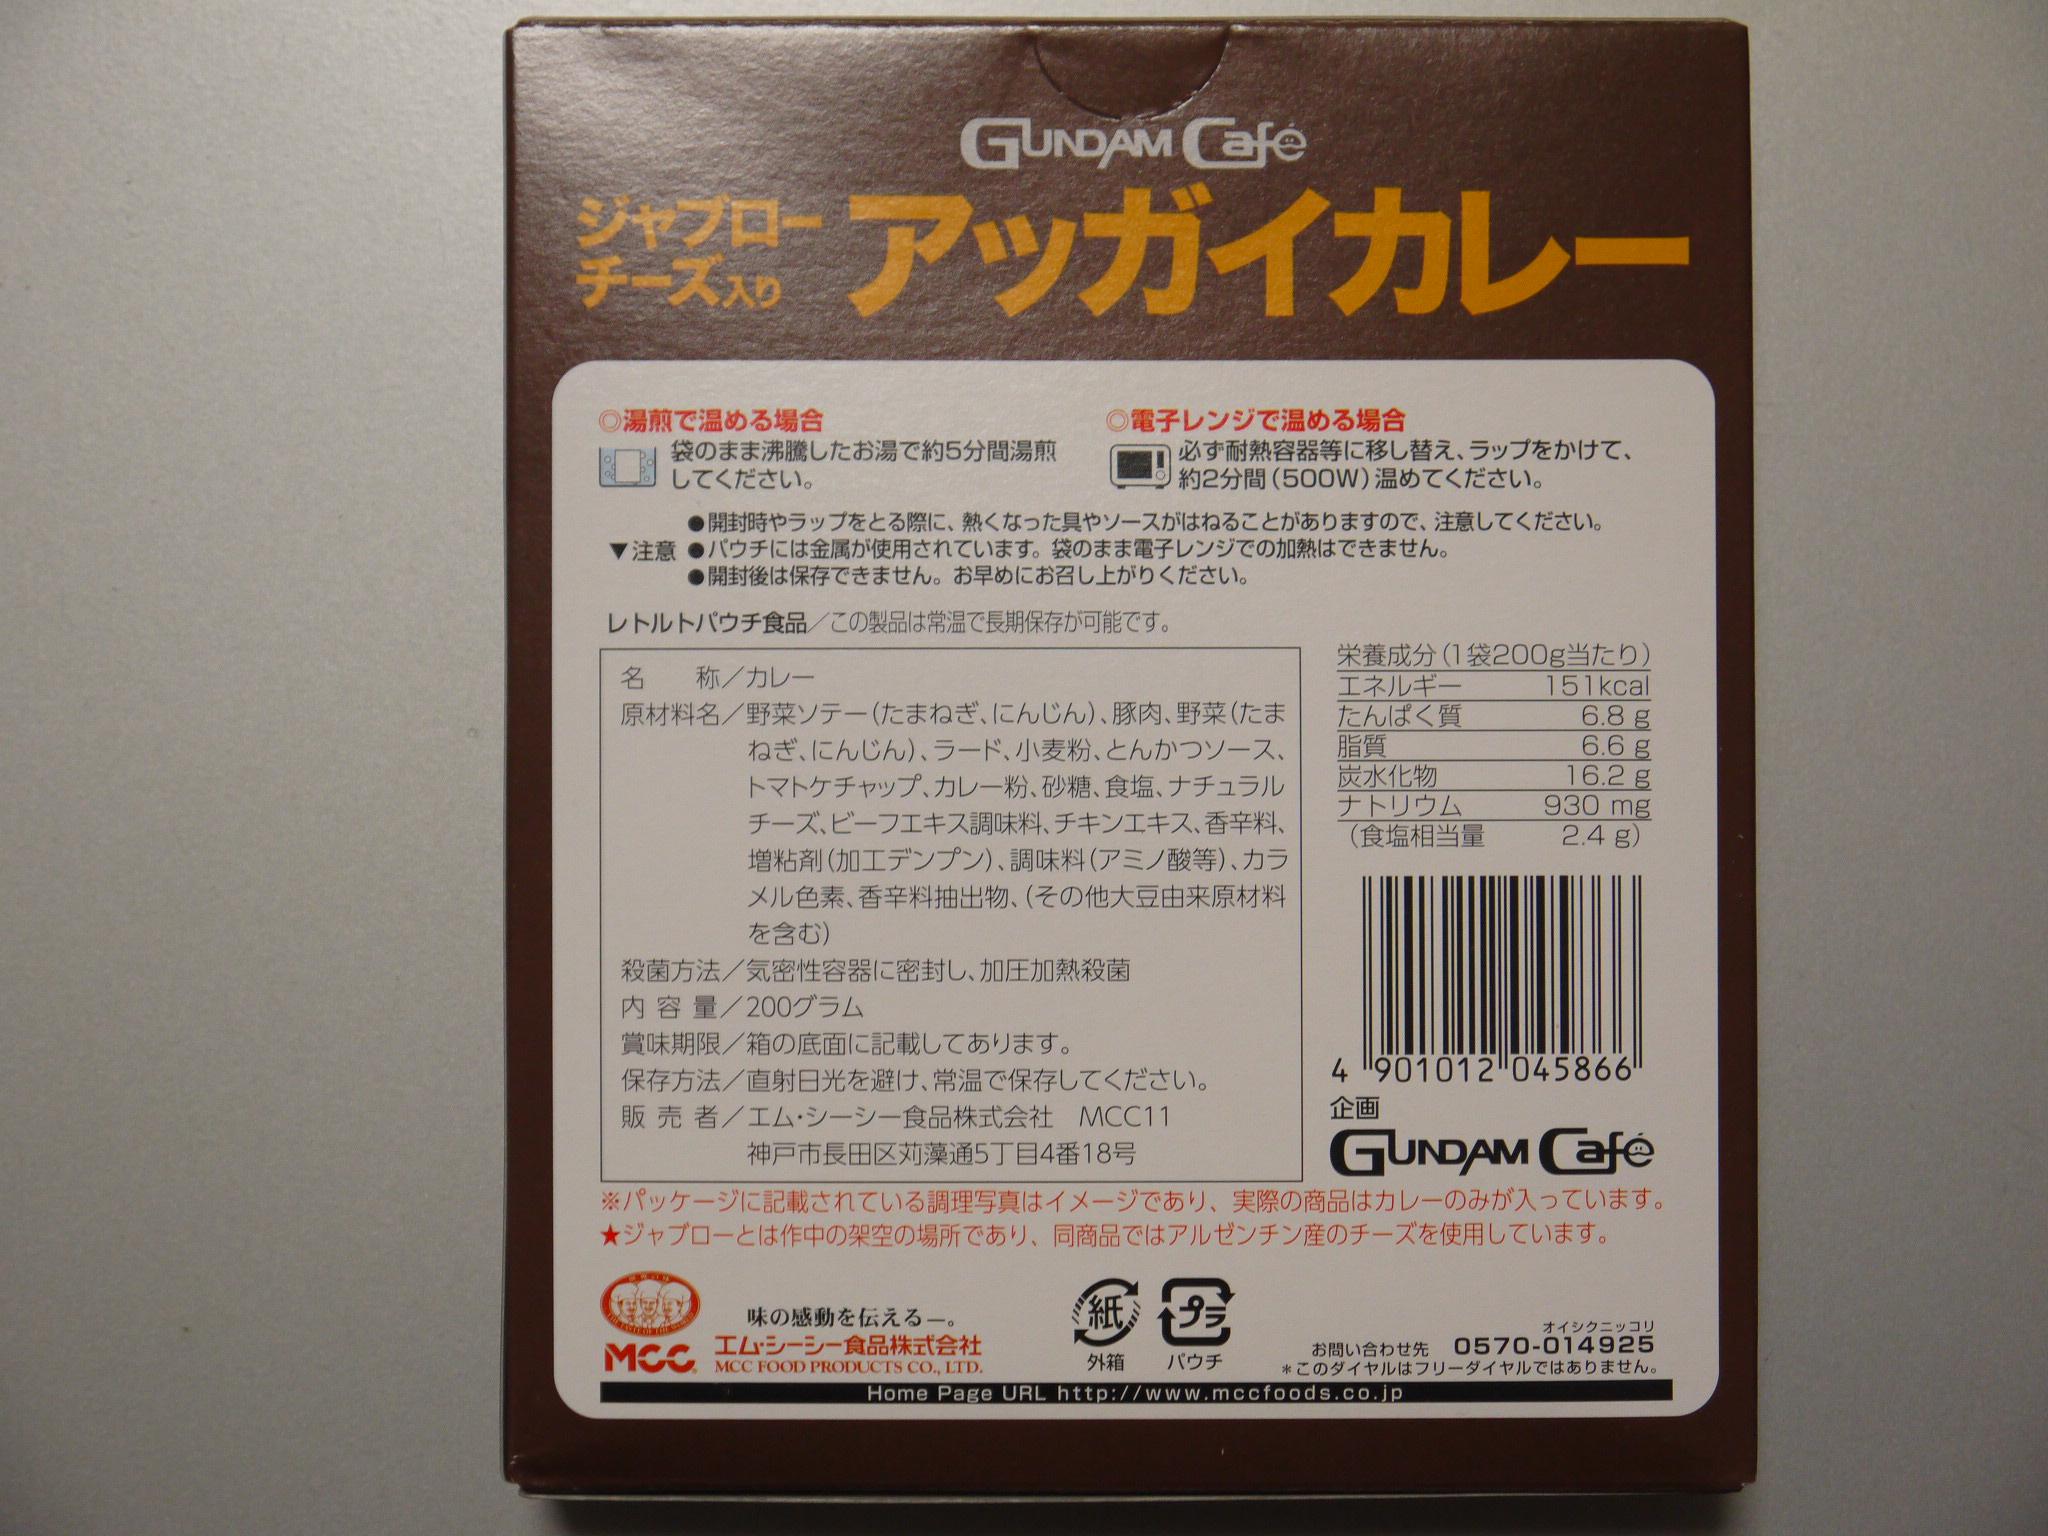 GUNDAM Café
ジャブロー
チーズ入り
アッガイカレー
◎湯煎で温める場合
袋のまま沸騰したお湯で約5分間湯煎
してください。
◎電子レンジで温める場合
必ず耐熱容器等に移し替え、ラップをかけて、
約2分間(500W)温めてください。
▼注意
●開封時やラップをとる際に、熱くなった具やソースがはねることがありますので、注意してください。
●パウチには金属が使用されています。袋のまま電子レンジでの加熱はできません。
●開封後は保存できません。お早めにお召し上がりください。
レトルトパウチ食品／この製品は常温で長期保存が可能です。
名 称／カレー
原材料名／野菜ソテー(たまねぎ、にんじん)、豚肉、野菜(たま
ねぎ、にんじん)、ラード、小麦粉、とんかつソース、
トマトケチャップ、カレー粉、砂糖、食塩、ナチュラル
チーズ、ビーフエキス調味料、チキンエキス、香辛料、
増粘剤(加工デンプン)、調味料(アミノ酸等)、カラ
メル色素、香辛料抽出物、(その他大豆由来原材料
を含む)
殺菌方法／気密性容器に密封し、加圧加熱殺菌
内容量／200グラム
賞味期限／箱の底面に記載してあります。
保存方法／直射日光を避け、常温で保存してください。
販売者／エム・シーシー食品株式会社 MCC11
神戸市長田区苅藻通5丁目4番18号
栄養成分(1袋200g当たり)
エネルギー 151kcal
たんぱく質 6.8 g
脂質 6.6 g
炭水化物 16.2 g
ナトリウム 930 mg
(食塩相当量 2.4 g)
4 901012 045866
企画
GUNDAM Café
※パッケージに記載されている調理写真はイメージであり、実際の商品はカレーのみが入っています。
★ジャブローとは作中の架空の場所であり、同商品ではアルゼンチン産のチーズを使用しています。
MCC
味の感動を伝える―。
エム・シーシー食品株式会社
MCC FOOD PRODUCTS CO., LTD.
紙
外箱
プラ
パウチ
オイシクニッコリ
お問い合わせ先 0570-014925
＊このダイヤルはフリーダイヤルではありません。
Home Page URL http://www.mccfoods.co.jp